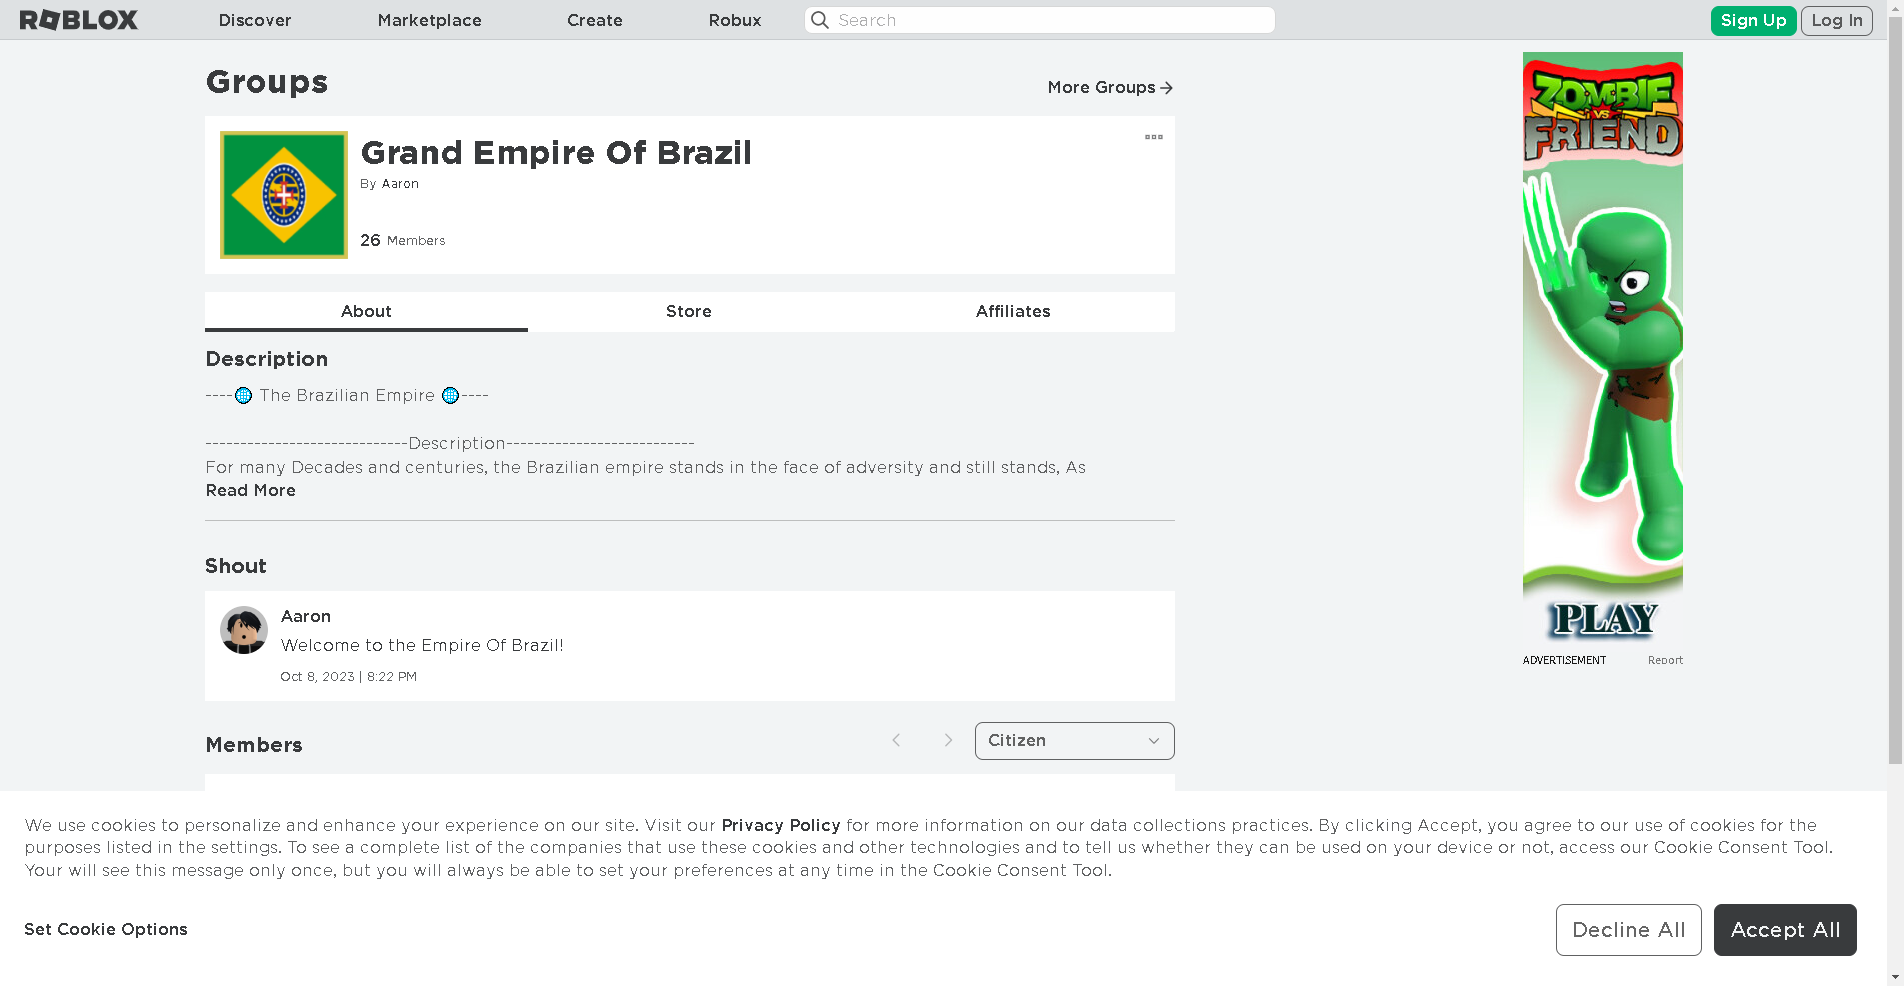 ROBLOX
Discover
Marketplace
Create
Robux
Search
Sign Up
Log In
Groups
More Groups
Grand Empire Of Brazil
By Aaron
26 Members
About
Store
Affiliates
Description
----🌐 The Brazilian Empire 🌐----
-----------------------------Description---------------------------
For many Decades and centuries, the Brazilian empire stands in the face of adversity and still stands, As
Read More
Shout
Aaron
Welcome to the Empire Of Brazil!
Oct 8, 2023 | 8:22 PM
Members
Citizen
ZOMBIE
VS
FRIEND
PLAY
ADVERTISEMENT
Report
We use cookies to personalize and enhance your experience on our site. Visit our Privacy Policy for more information on our data collections practices. By clicking Accept, you agree to our use of cookies for the
purposes listed in the settings. To see a complete list of the companies that use these cookies and other technologies and to tell us whether they can be used on your device or not, access our Cookie Consent Tool.
Your will see this message only once, but you will always be able to set your preferences at any time in the Cookie Consent Tool.
Set Cookie Options
Decline All
Accept All